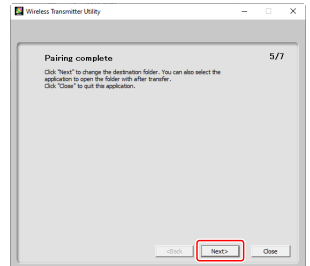 Wireless Transmitter Utility
Pairing complete
5/7
Click "Next" to change the destination folder. You can also select the
application to open the folder with after transfer.
Click "Close" to quit this application.
<Back
Next>
Close